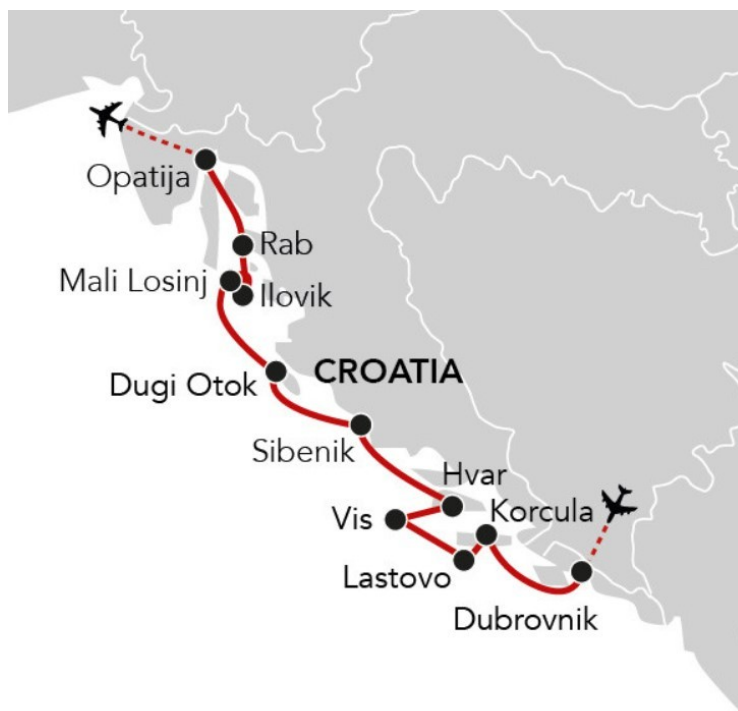 Opatija
Rab
Mali Losinj
Ilovik
Dugi Otok
CROATIA
Sibenik
Hvar
Vis
Korcula
Lastovo
Dubrovnik